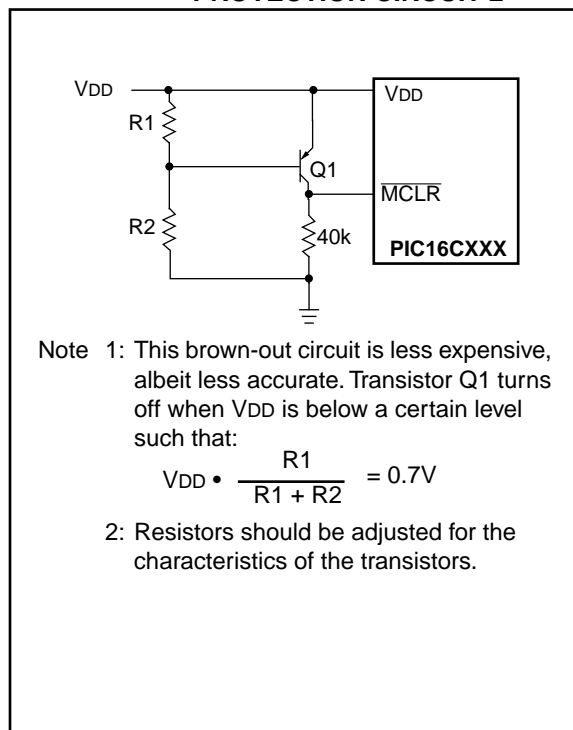 PROTECTION CIRCUIT 2
VDD
VDD
R1
Q1
MCLR
R2
40k
PIC16CXXX
Note 1: This brown-out circuit is less expensive,
albeit less accurate. Transistor Q1 turns
off when VDD is below a certain level
such that:
VDD • R1 / R1 + R2 = 0.7V
2: Resistors should be adjusted for the
characteristics of the transistors.